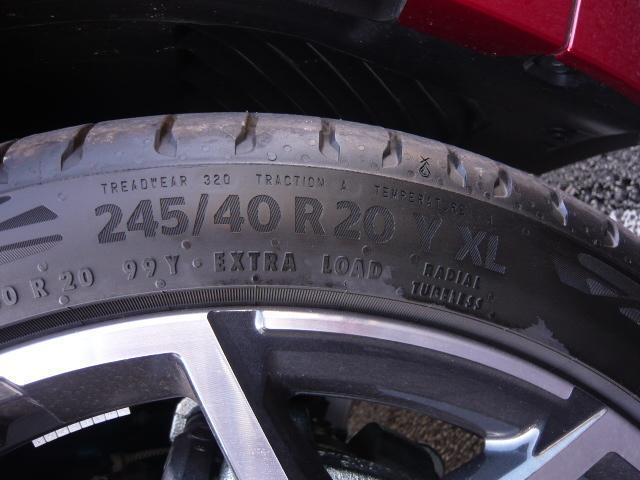 TREADWEAR 320 TRACTION A TEMPERATURE
245/40 R 20 Y XL
0 R 20 99Y EXTRA LOAD RADIAL
TUBELESS